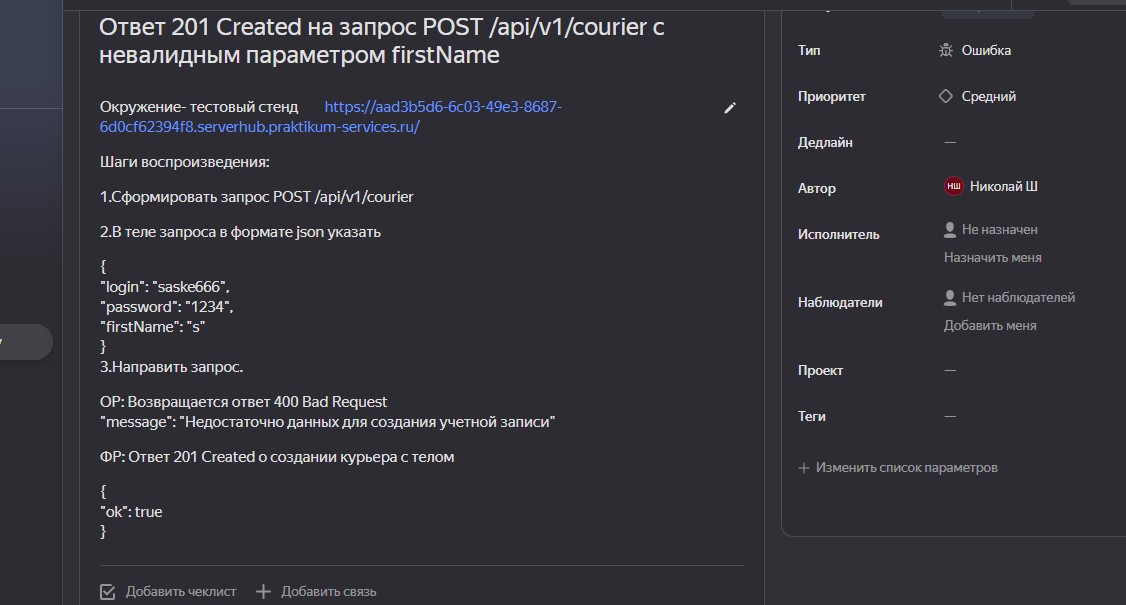 Ответ 201 Created на запрос POST /api/v1/courier с
невалидным параметром firstName
Окружение- тестовый стенд https://aad3b5d6-6c03-49e3-8687-
6d0cf62394f8.serverhub.praktikum-services.ru/
Шаги воспроизведения:
1.Сформировать запрос POST /api/v1/courier
2.В теле запроса в формате json указать
{
"login": "saske666",
"password": "1234",
"firstName": "s"
}
3.Направить запрос.
ОР: Возвращается ответ 400 Bad Request
"message": "Недостаточно данных для создания учетной записи"
ФР: Ответ 201 Created о создании курьера с телом
{
"ok": true
}
Добавить чеклист
Добавить связь
Тип Ошибка
Приоритет Средний
Дедлайн —
Автор НШ Николай Ш
Исполнитель Не назначен
Назначить меня
Наблюдатели Нет наблюдателей
Добавить меня
Проект —
Теги —
Изменить список параметров